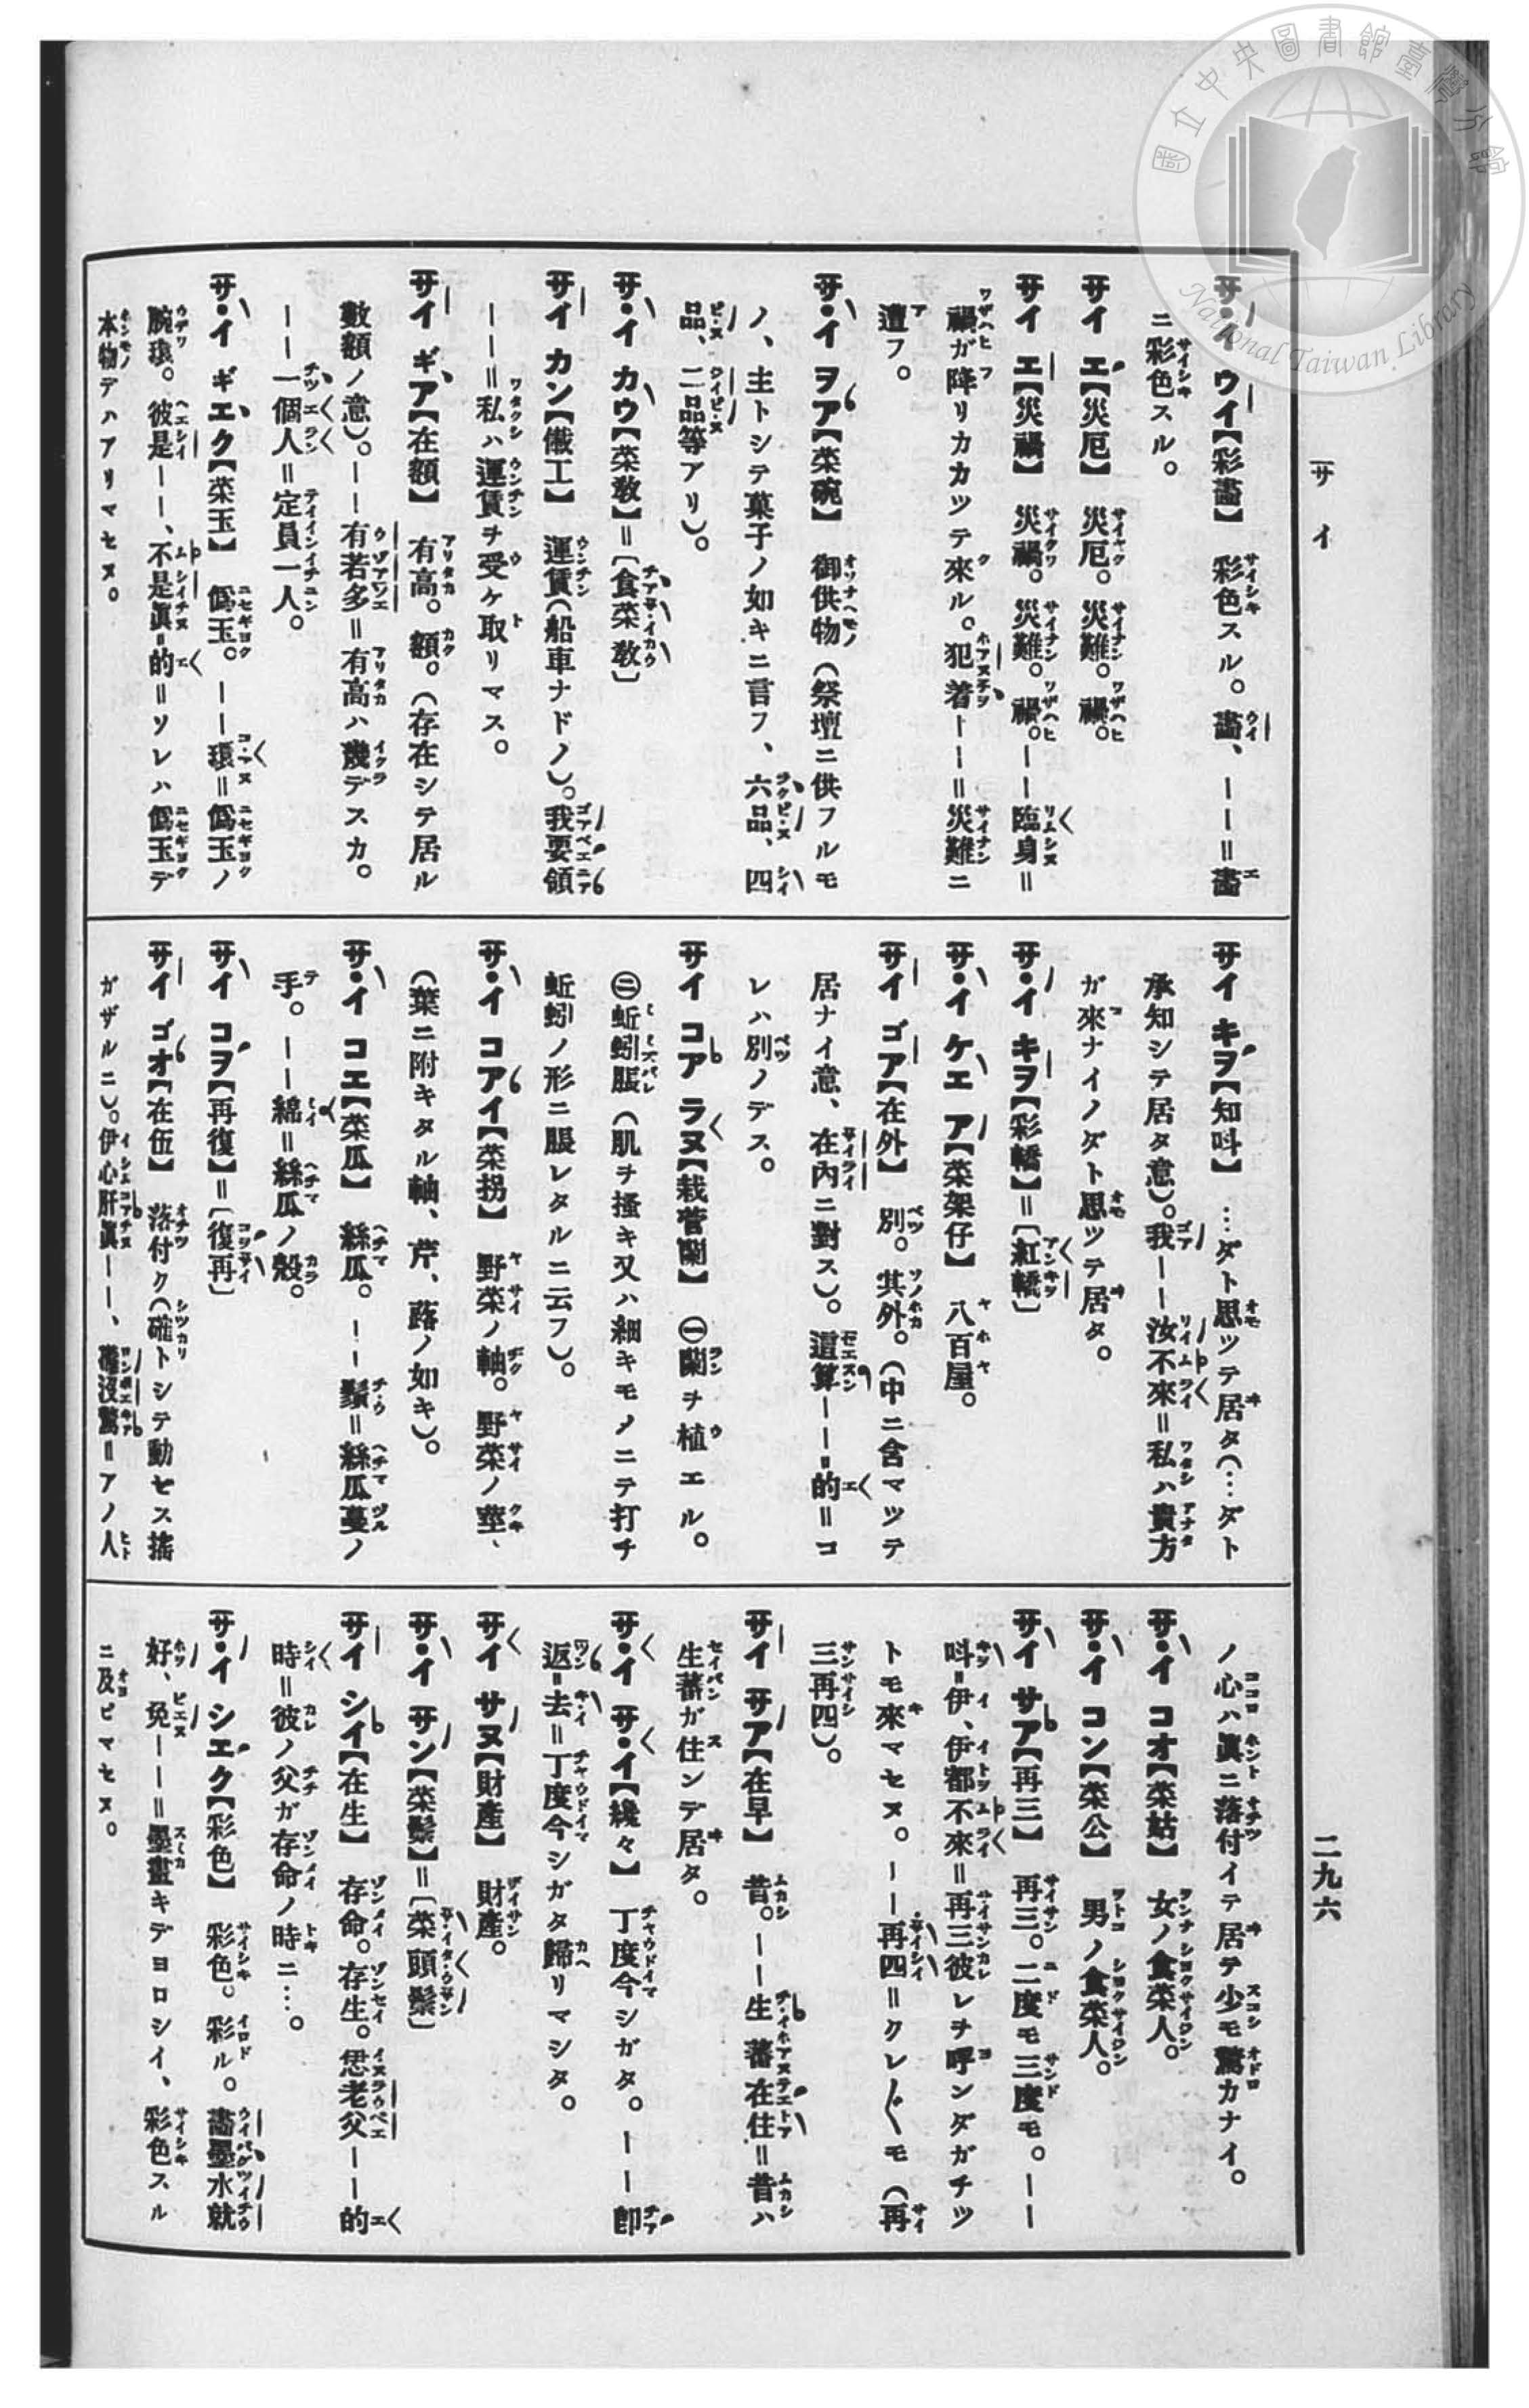 サイ
二九六
サイ ウイ【彩畵】 彩色スル。畵、――＝畵
ニ彩色スル。
サイ エ【災厄】 災厄。災難。禍。
サイ エ【災禍】 災禍。災難。禍。――臨身＝
禍ガ降リカカツテ來ル。犯着――＝災難ニ
遭フ。
サイ ヲア【菜碗】 御供物（祭壇ニ供フルモ
ノ、主トシテ菓子ノ如キニ言フ、六品、四
品、二品等アリ）。
サイ カウ【菜敎】＝〔食菜敎〕
サイ カン【儎工】 運賃（船車ナドノ）。我要領
――＝私ハ運賃ヲ受ケ取リマス。
サイ ギア【在額】 有高。額。（存在シテ居ル
數額ノ意）。――有若多＝有高ハ幾デスカ。
――一個人＝定員一人。
サイ ギエク【菜玉】 僞玉。――環＝僞玉ノ
腕環。彼是――、不是眞的＝ソレハ僞玉デ
本物デハアリマセヌ。
サイ キヲ【知呌】 …ダト思ツテ居タ（…ダト
承知シテ居タ意）。我――汝不來＝私ハ貴方
ガ來ナイノダト思ツテ居タ。
サイ キヲ【彩轎】＝〔紅轎〕
サイ ケエ ア【菜架仔】 八百屋。
サイ ゴア【在外】 別。其外。（中ニ含マツテ
居ナイ意、在內ニ對ス）。這算――的＝コ
レハ別ノデス。
サイ コア ラヌ【栽菅蘭】 ㊀蘭ヲ植エル。
㊁蚯蚓脹（肌ヲ搔キ又ハ細キモノニテ打チ
蚯蚓ノ形ニ脹レタルニ云フ）。
サイ コアイ【菜拐】 野菜ノ軸。野菜ノ莖、
（葉ニ附キタル軸、芹、蕗ノ如キ）。
サイ コエ【菜瓜】 絲瓜。――鬚＝絲瓜蔓ノ
手。――綿＝絲瓜ノ殼。
サイ コヲ【再復】＝〔復再〕
サイ ゴオ【在伍】 落付ク（確トシテ動セス搖
ガザルニ）。伊心肝眞――、攏沒驚＝アノ人
ノ心ハ眞ニ落付イテ居テ少モ驚カナイ。
サイ コオ【菜姑】 女ノ食菜人。
サイ コン【菜公】 男ノ食菜人。
サイ サア【再三】 再三。二度モ三度モ。――
呌伊、伊都不來＝再三彼レヲ呼ンダガチツ
トモ來マセヌ。――再四＝クレ〲モ（再
三再四）。
サイ サア【在早】 昔。――生蕃在住＝昔ハ
生蕃ガ住ンデ居タ。
サイ サイ【纔々】 丁度今シガタ。――卽
返去＝丁度今シガタ歸リマシタ。
サイ サヌ【財產】 財產。
サイ サン【菜鬃】＝〔菜頭鬃〕
サイ シイ【在生】 存命。存生。恁老父――的
時＝彼ノ父ガ存命ノ時ニ…。
サイ シエク【彩色】 彩色。彩ル。畵墨水就
好、免――＝墨畫キデヨロシイ、彩色スル
ニ及ビマセヌ。
國立中央圖書館臺灣分館
National Taiwan Library